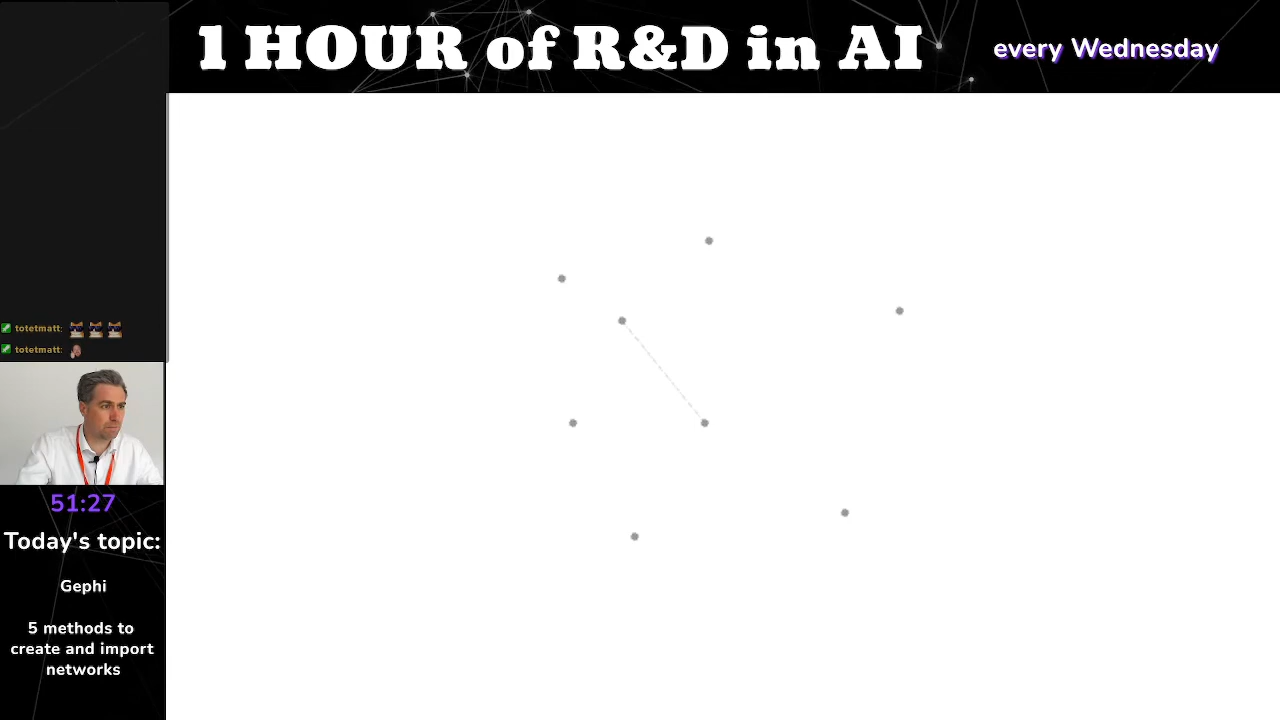 1 HOUR of R&D in AI
every Wednesday
totetmatt:
totetmatt:
51:27
Today's topic:
Gephi
5 methods to
create and import
networks